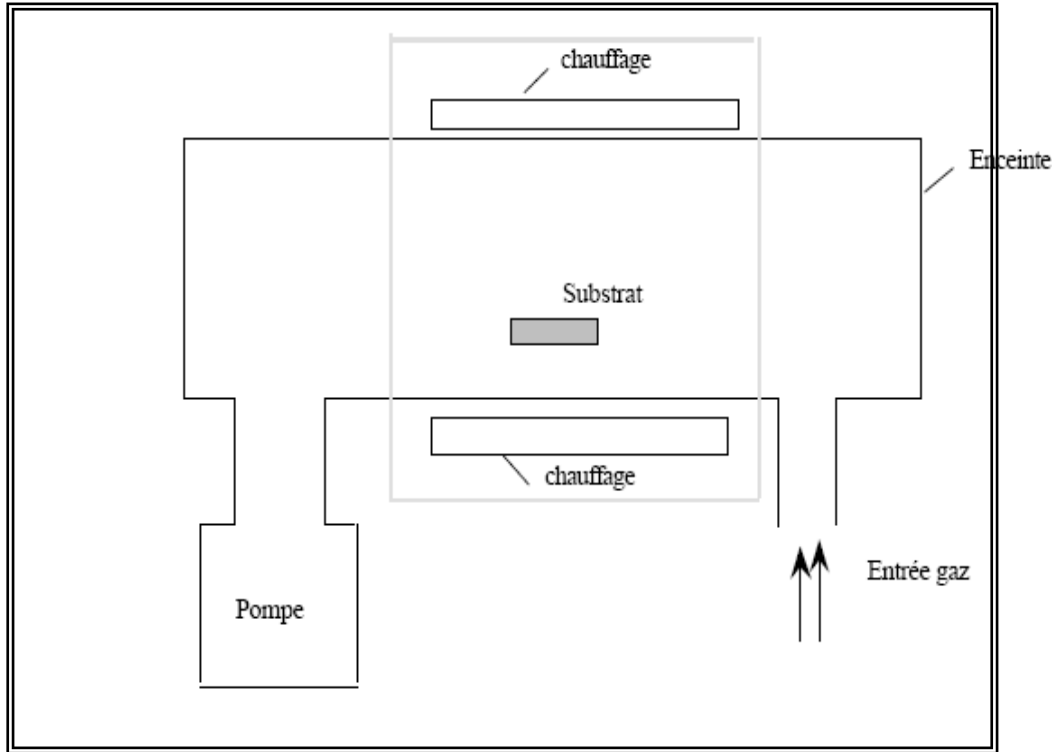 chauffage
Enceinte
Substrat
chauffage
Entrée gaz
Pompe